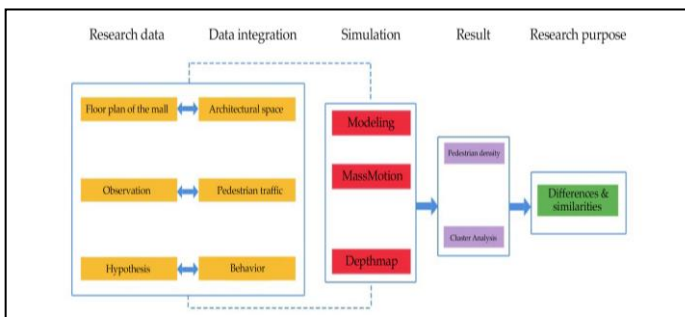 Research data
Data integration
Simulation
Result
Research purpose
Floor plan of the mall
Architectural space
Modeling
Pedestrian density
MassMotion
Observation
Pedestrian traffic
Differences &
similarities
Cluster Analysis
Hypothesis
Behavior
Depthmap